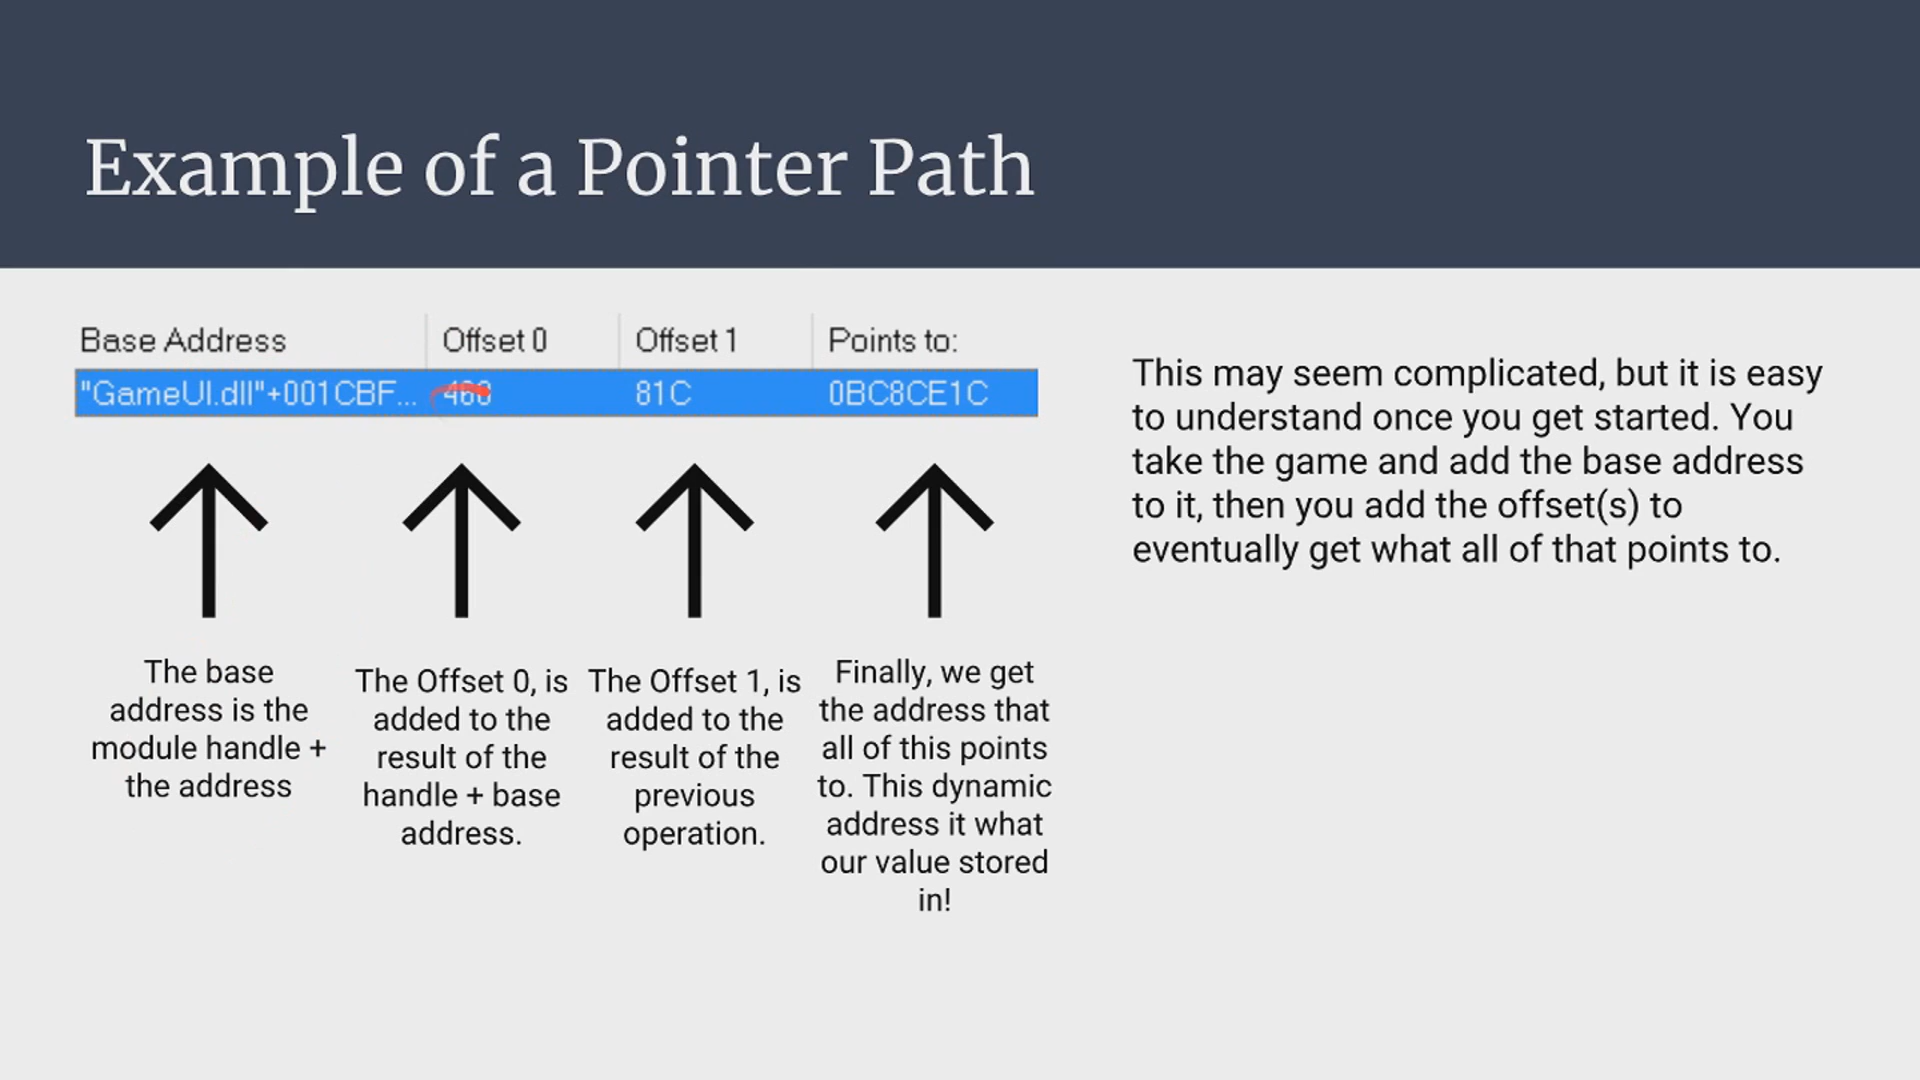 Example of a Pointer Path
Base Address Offset 0 Offset 1 Points to:
"GameUI.dll"+001CBF... 460 81C 0BC8CE1C
The base
address is the
module handle +
the address
The Offset 0, is
added to the
result of the
handle + base
address.
The Offset 1, is
added to the
result of the
previous
operation.
Finally, we get
the address that
all of this points
to. This dynamic
address it what
our value stored
in!
This may seem complicated, but it is easy
to understand once you get started. You
take the game and add the base address
to it, then you add the offset(s) to
eventually get what all of that points to.